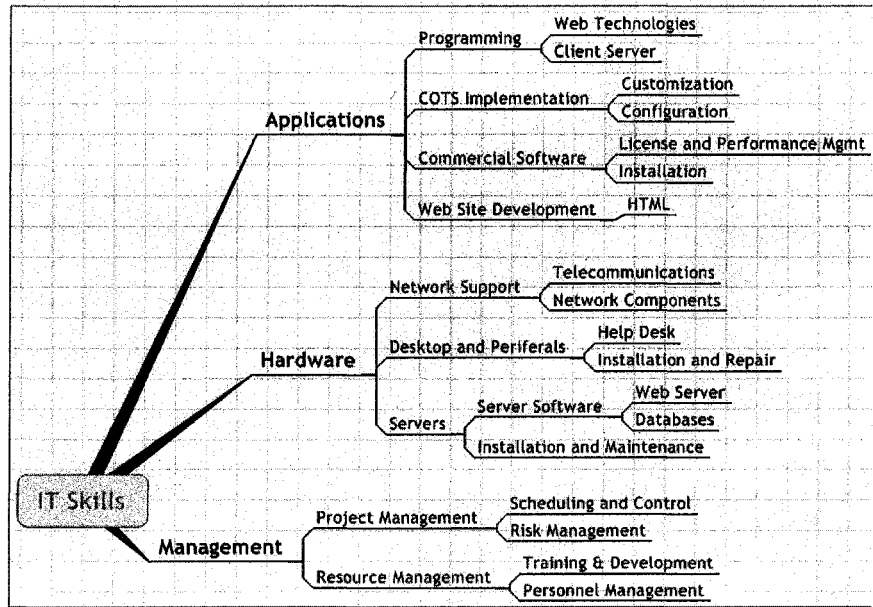 Web Technologies
Programming
Client Server
Customization
COTS Implementation
Configuration
Applications
License and Performance Mgmt
Commercial Software
Installation
HTML
Web Site Development
Telecommunications
Network Support
Network Components
Help Desk
Desktop and Periferals
Installation and Repair
Hardware
Web Server
Server Software
Databases
Servers
Installation and Maintenance
IT Skills
Scheduling and Control
Project Management
Risk Management
Management
Training & Development
Resource Management
Personnel Management